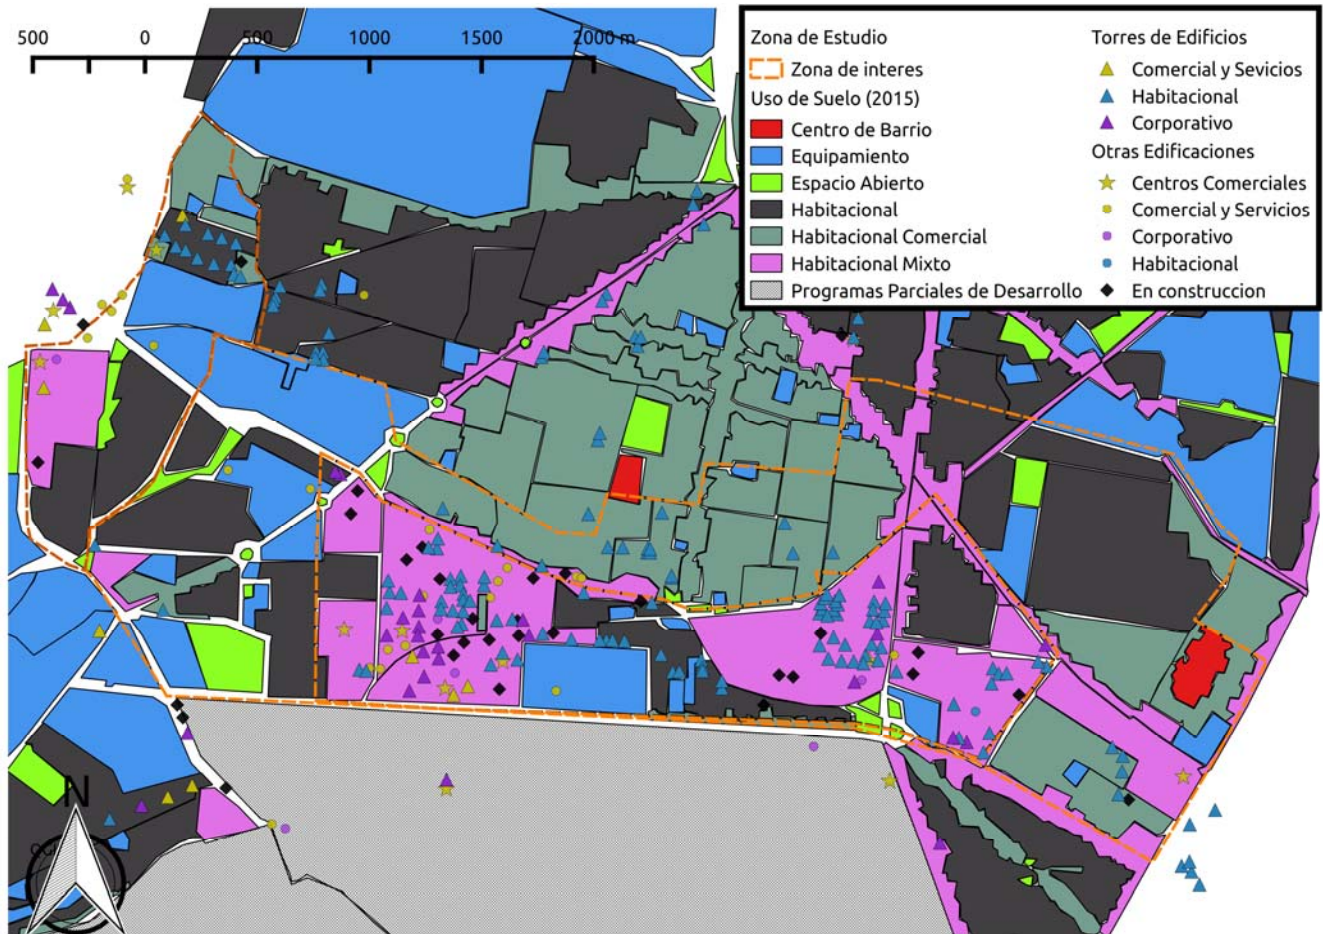 500 0 500 1000 1500 2000 m
Zona de Estudio
Zona de interes
Uso de Suelo (2015)
Centro de Barrio
Equipamiento
Espacio Abierto
Habitacional
Habitacional Comercial
Habitacional Mixto
Programas Parciales de Desarrollo
Torres de Edificios
Comercial y Sevicios
Habitacional
Corporativo
Otras Edificaciones
Centros Comerciales
Comercial y Servicios
Corporativo
Habitacional
En construccion
N